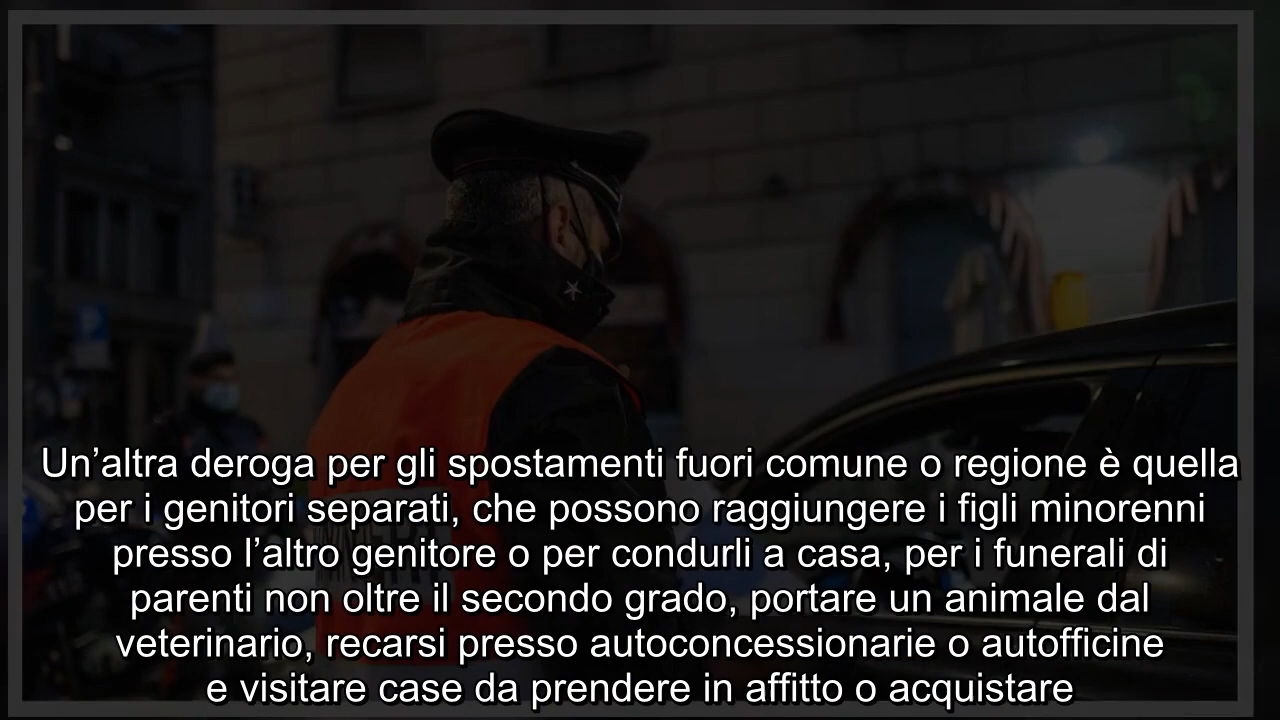 Un’altra deroga per gli spostamenti fuori comune o regione è quella
per i genitori separati, che possono raggiungere i figli minorenni
presso l’altro genitore o per condurli a casa, per i funerali di
parenti non oltre il secondo grado, portare un animale dal
veterinario, recarsi presso autoconcessionarie o autofficine
e visitare case da prendere in affitto o acquistare